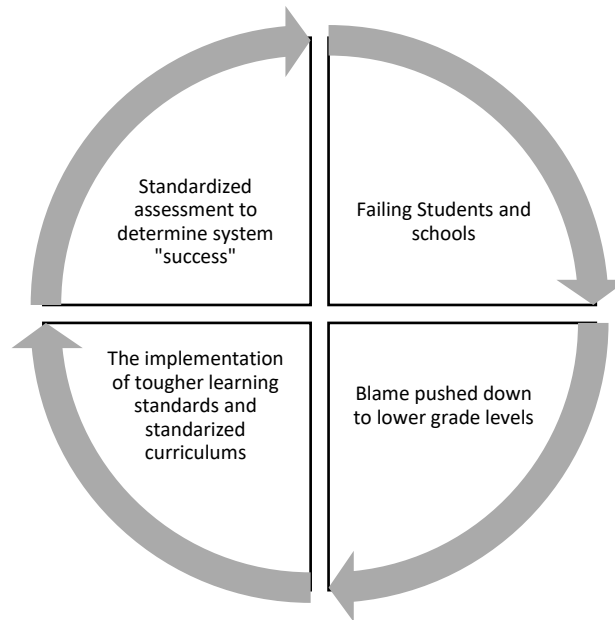 Standardized
assessment to
determine system
"success"
Failing Students and
schools
Blame pushed down
to lower grade levels
The implementation
of tougher learning
standards and
standarized
curriculums